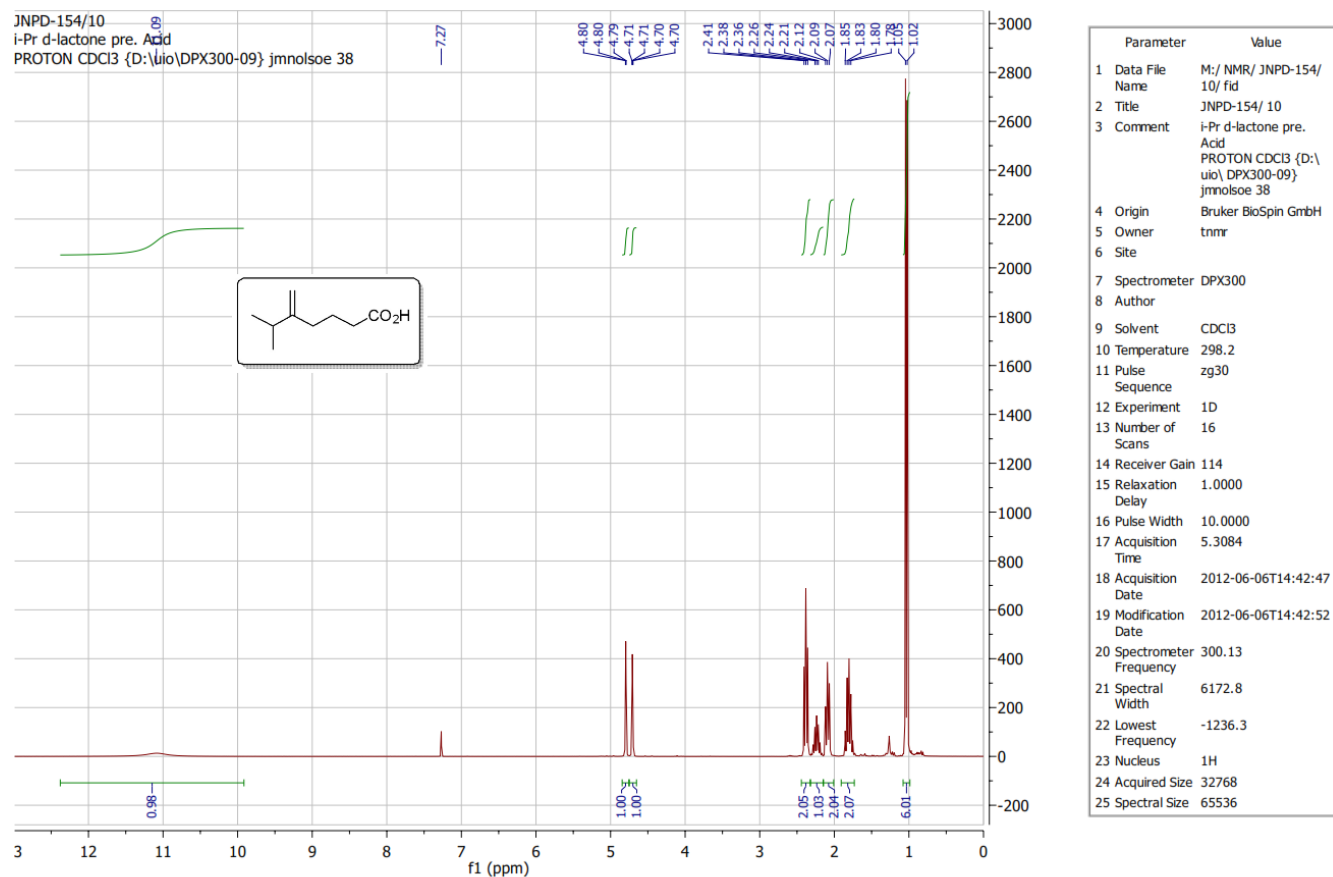 JNPD-154/10
i-Pr d-lactone pre. Acid
PROTON CDCl3 {D:\uio\DPX300-09} jmnolsoe 38
11.09
7.27
4.80
4.80
4.79
4.71
4.71
4.70
4.70
2.41
2.38
2.36
2.26
2.24
2.21
2.12
2.09
2.07
1.85
1.83
1.80
1.78
1.05
1.02
3000
2800
2600
2400
2200
2000
1800
1600
1400
1200
1000
800
600
400
200
0
-200
CO2H
0.98
1.00
1.00
2.05
1.03
2.04
2.07
6.01
3 12 11 10 9 8 7 6 5 4 3 2 1 0
f1 (ppm)
Parameter Value
1 Data File M:/ NMR/ JNPD-154/
Name 10/ fid
2 Title JNPD-154/ 10
3 Comment i-Pr d-lactone pre.
Acid
PROTON CDCl3 {D:\
uio\ DPX300-09}
jmnolsoe 38
4 Origin Bruker BioSpin GmbH
5 Owner tnmr
6 Site
7 Spectrometer DPX300
8 Author
9 Solvent CDCl3
10 Temperature 298.2
11 Pulse zg30
Sequence
12 Experiment 1D
13 Number of 16
Scans
14 Receiver Gain 114
15 Relaxation 1.0000
Delay
16 Pulse Width 10.0000
17 Acquisition 5.3084
Time
18 Acquisition 2012-06-06T14:42:47
Date
19 Modification 2012-06-06T14:42:52
Date
20 Spectrometer 300.13
Frequency
21 Spectral 6172.8
Width
22 Lowest -1236.3
Frequency
23 Nucleus 1H
24 Acquired Size 32768
25 Spectral Size 65536